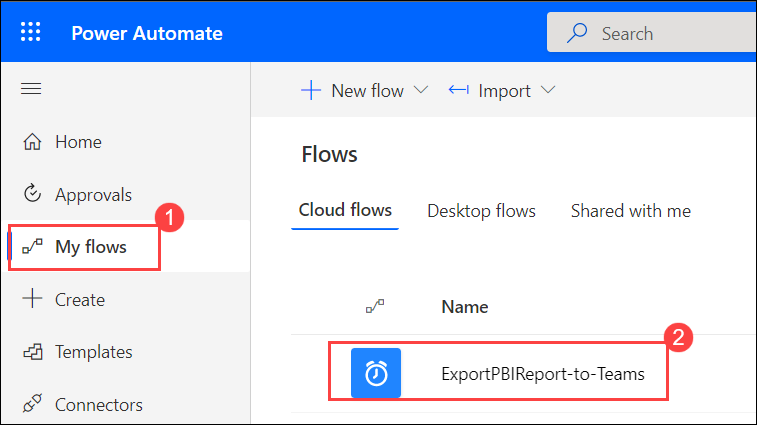 Power Automate
Search
New flow
Import
Home
Approvals
1
My flows
Create
Templates
Connectors
Flows
Cloud flows
Desktop flows
Shared with me
Name
2
ExportPBIReport-to-Teams